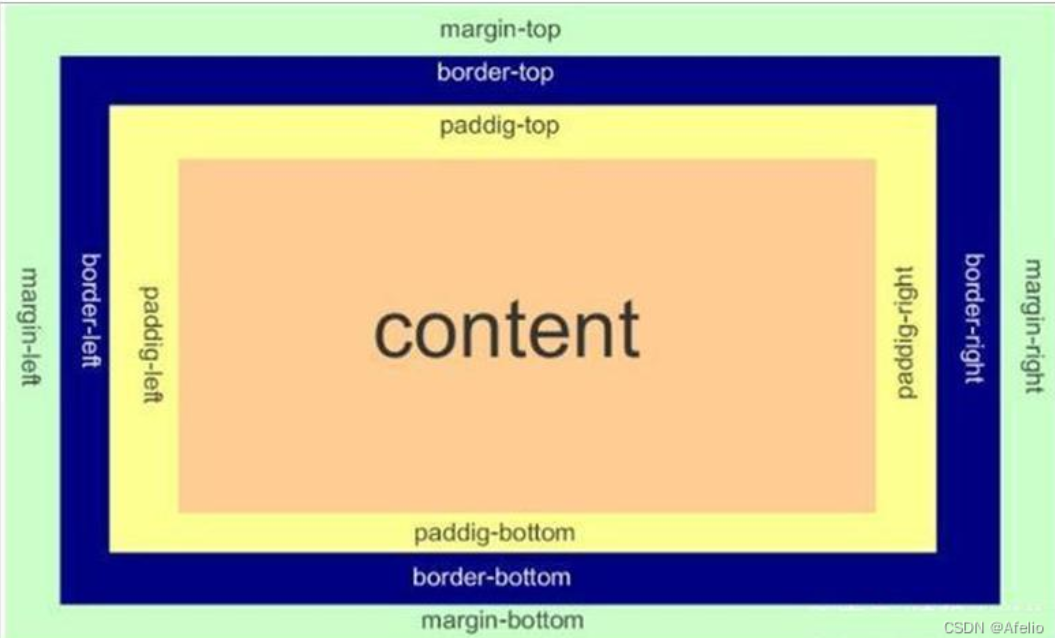 margin-top
border-top
paddig-top
margin-left
border-left
paddig-left
content
paddig-right
border-right
margin-right
paddig-bottom
border-bottom
margin-bottom
CSDN @Afelio